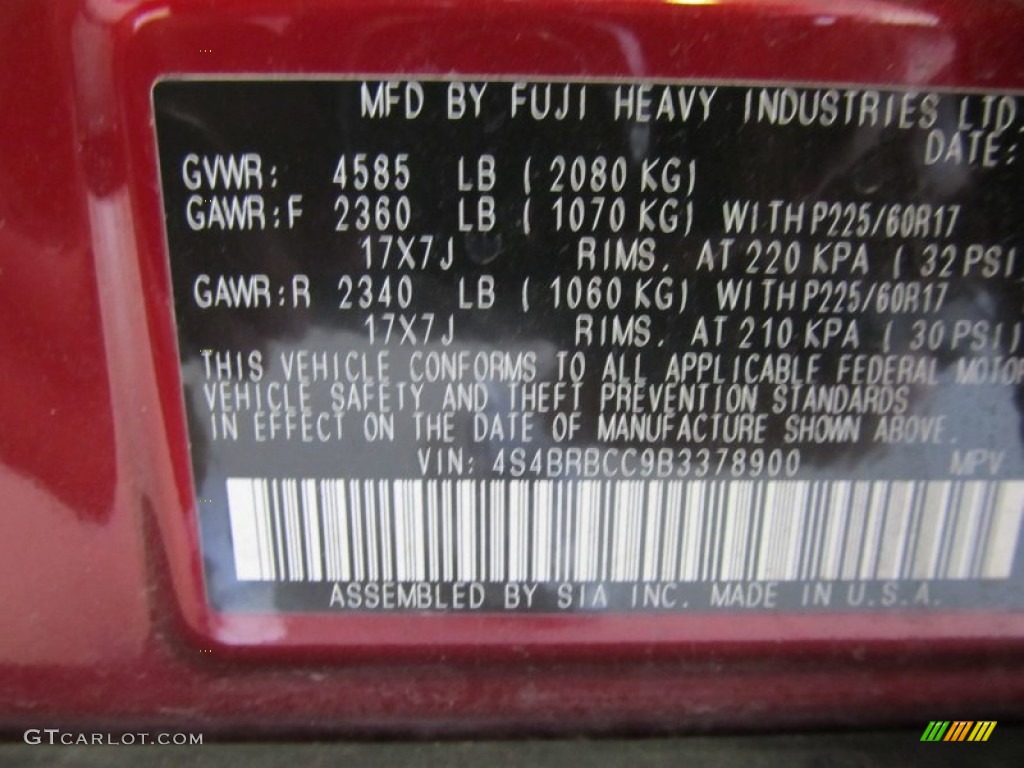 MFD BY FUJI HEAVY INDUSTRIES LTD.
DATE:
GVWR: 4585 LB ( 2080 KG)
GAWR:F 2360 LB ( 1070 KG) WITH P225/60R17
17X7J RIMS. AT 220 KPA ( 32 PSI)
GAWR:R 2340 LB ( 1060 KG) WITH P225/60R17
17X7J RIMS. AT 210 KPA ( 30 PSI)
THIS VEHICLE CONFORMS TO ALL APPLICABLE FEDERAL MOTOR
VEHICLE SAFETY AND THEFT PREVENTION STANDARDS
IN EFFECT ON THE DATE OF MANUFACTURE SHOWN ABOVE.
VIN: 4S4BRBCC9B3378900 MPV
ASSEMBLED BY SIA INC. MADE IN U.S.A.
GTCARLOT.COM